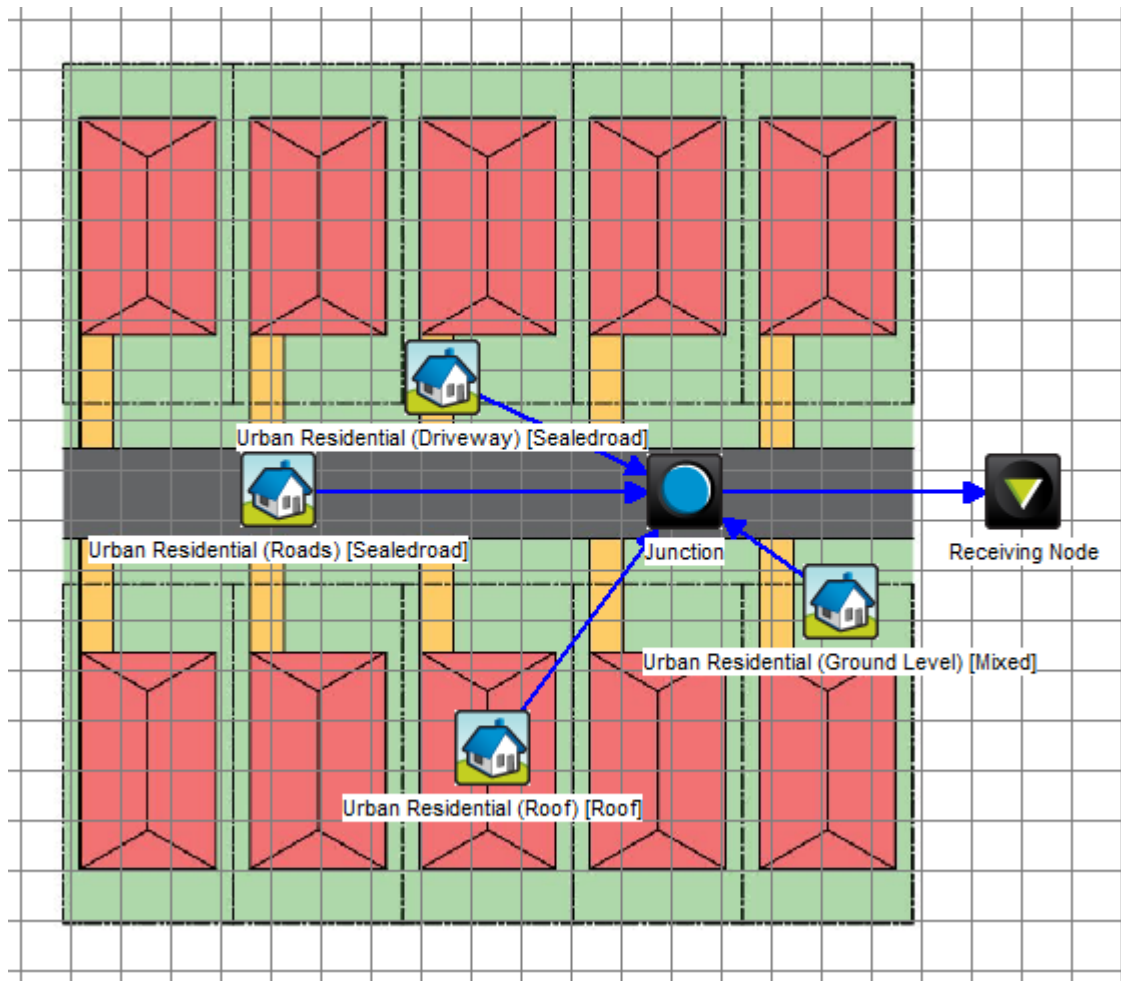 Urban Residential (Driveway) [Sealedroad]
Urban Residential (Roads) [Sealedroad]
Junction
Receiving Node
Urban Residential (Ground Level) [Mixed]
Urban Residential (Roof) [Roof]